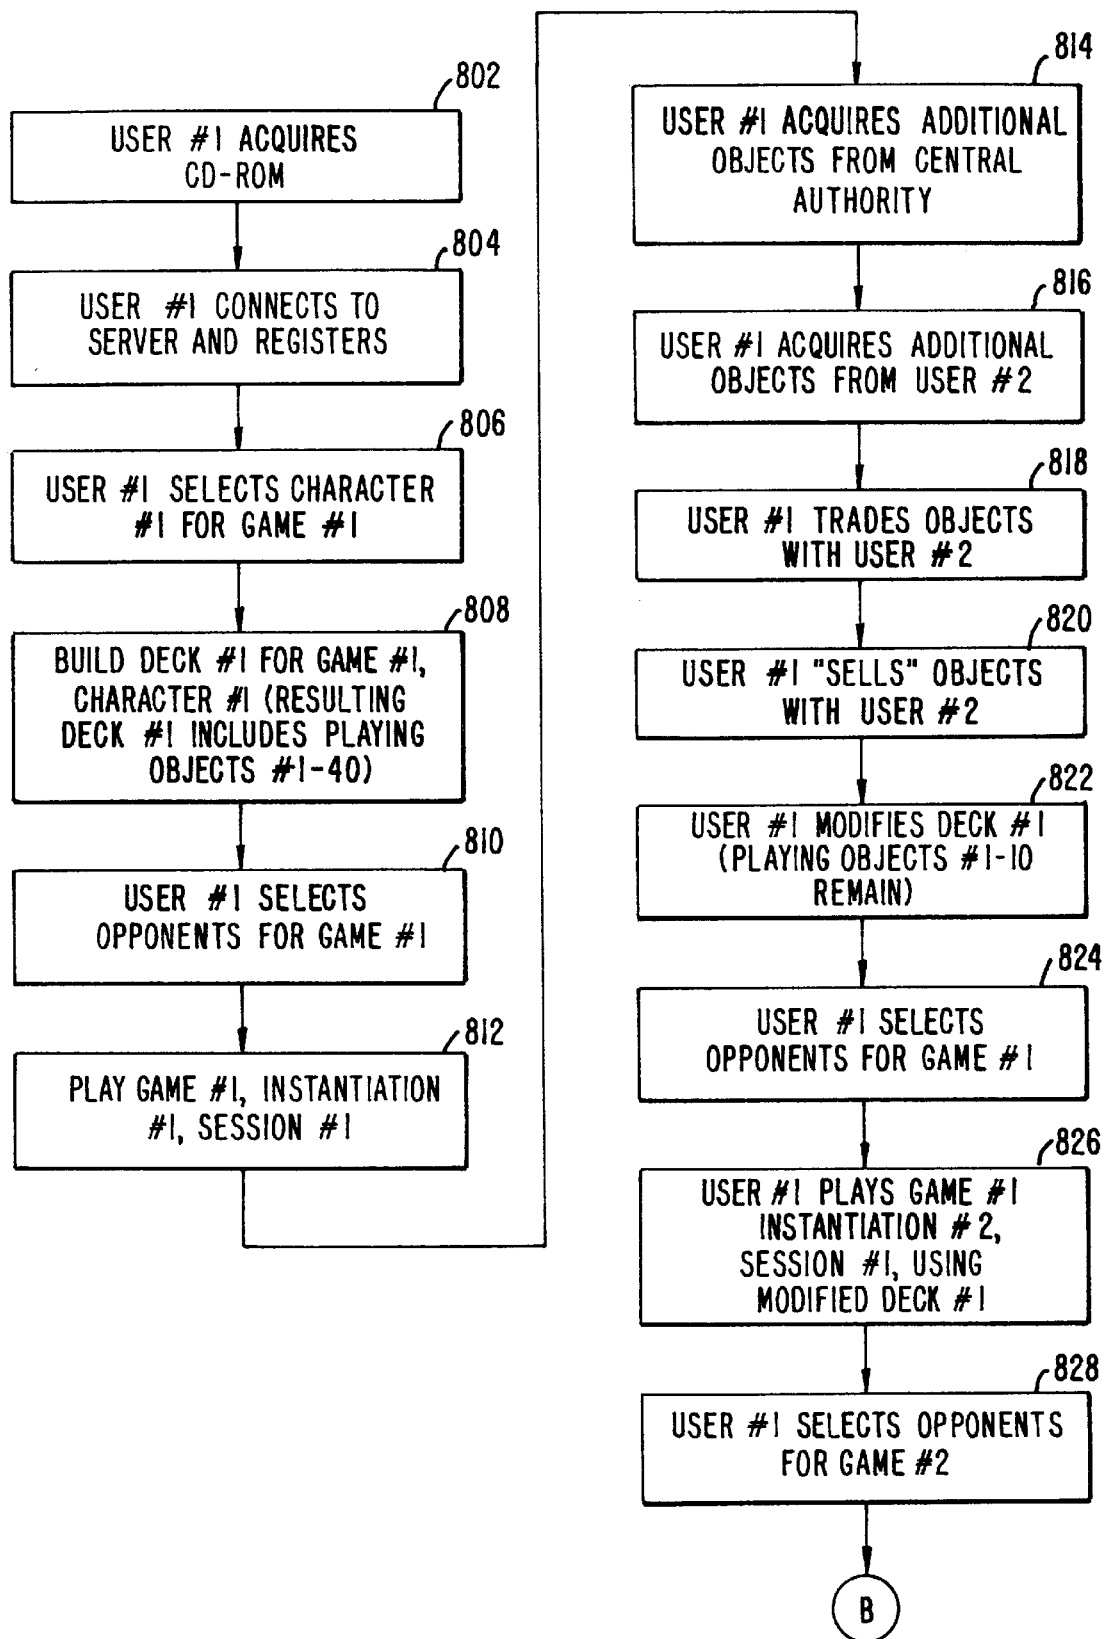 802
USER #1 ACQUIRES
CD-ROM
804
USER #1 CONNECTS TO
SERVER AND REGISTERS
806
USER #1 SELECTS CHARACTER
#1 FOR GAME #1
808
BUILD DECK #1 FOR GAME #1,
CHARACTER #1 (RESULTING
DECK #1 INCLUDES PLAYING
OBJECTS #1-40)
810
USER #1 SELECTS
OPPONENTS FOR GAME #1
812
PLAY GAME #1, INSTANTIATION
#1, SESSION #1
814
USER #1 ACQUIRES ADDITIONAL
OBJECTS FROM CENTRAL
AUTHORITY
816
USER #1 ACQUIRES ADDITIONAL
OBJECTS FROM USER #2
818
USER #1 TRADES OBJECTS
WITH USER #2
820
USER #1 "SELLS" OBJECTS
WITH USER #2
822
USER #1 MODIFIES DECK #1
(PLAYING OBJECTS #1-10
REMAIN)
824
USER #1 SELECTS
OPPONENTS FOR GAME #1
826
USER #1 PLAYS GAME #1
INSTANTIATION #2,
SESSION #1, USING
MODIFIED DECK #1
828
USER #1 SELECTS OPPONENTS
FOR GAME #2
B